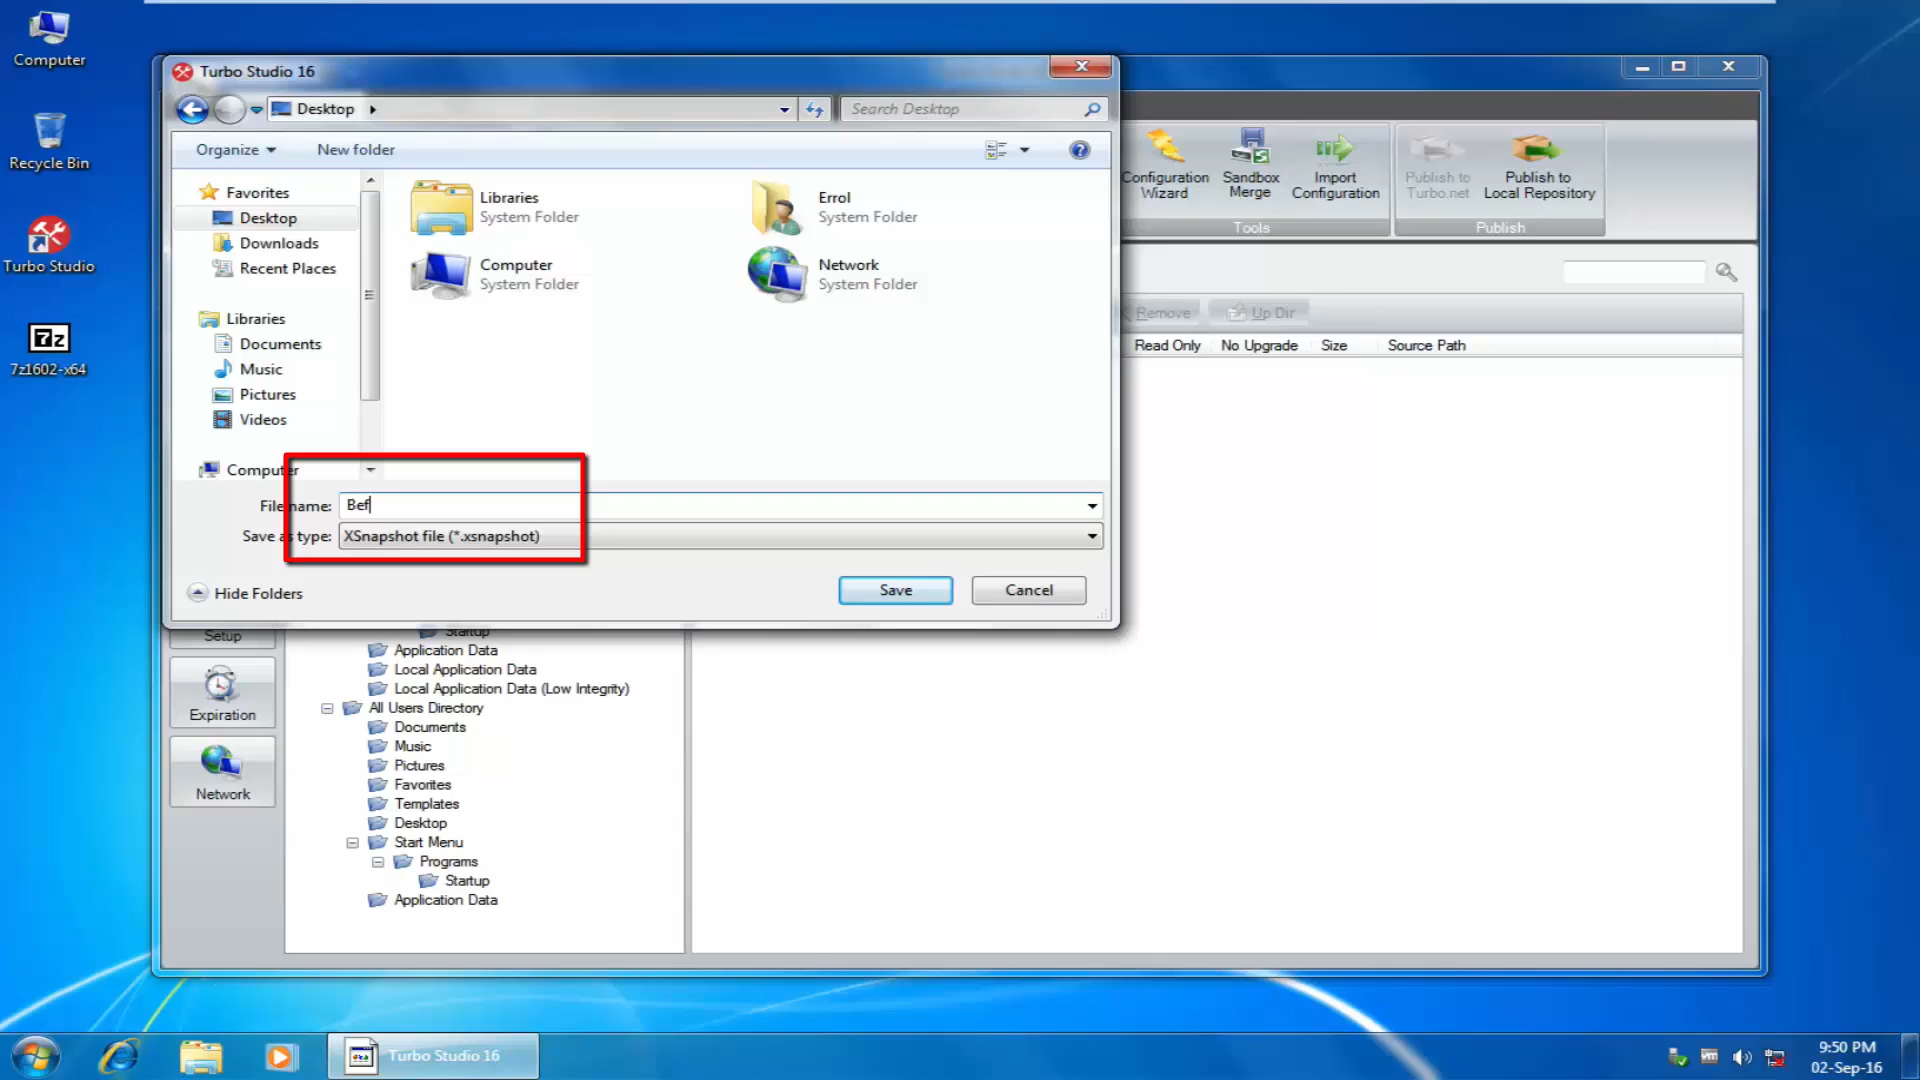 Computer
Recycle Bin
Turbo Studio
7z
7z1602-x64
Turbo Studio 16
Desktop
Search Desktop
Organize
New folder
Favorites
Desktop
Downloads
Recent Places
Libraries
Documents
Music
Pictures
Videos
Computer
Libraries
System Folder
Errol
System Folder
Computer
System Folder
Network
System Folder
File name:
Bef
Save as type:
XSnapshot file (*.xsnapshot)
Hide Folders
Save
Cancel
Configuration
Wizard
Sandbox
Merge
Import
Configuration
Tools
Publish to
Turbo.net
Publish to
Local Repository
Publish
Remove
Up Dir
Read Only
No Upgrade
Size
Source Path
Setup
Expiration
Network
Startup
Application Data
Local Application Data
Local Application Data (Low Integrity)
All Users Directory
Documents
Music
Pictures
Favorites
Templates
Desktop
Start Menu
Programs
Startup
Application Data
Turbo Studio 16
9:50 PM
02-Sep-16